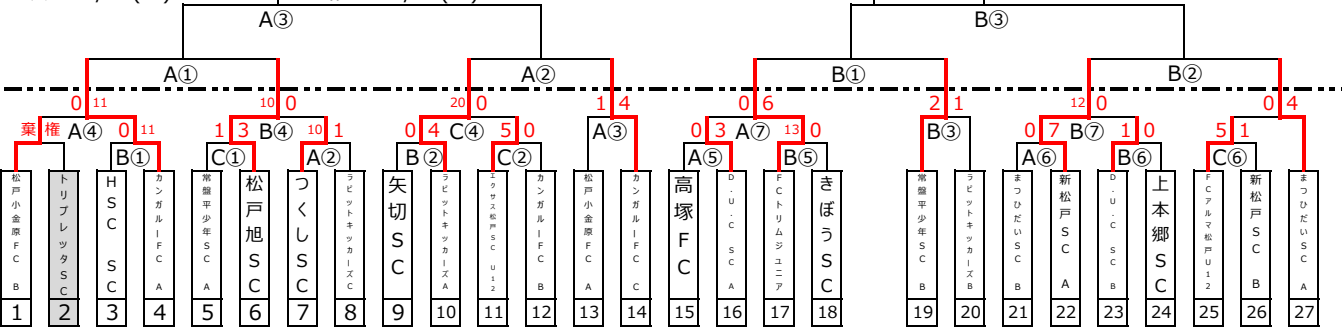 A③ B③
A① A② B① B②
0 11 10 0 20 0 1 4 0 6 2 1 12 0 0 4
棄 権 A④ 0 11 1 3 B④ 10 1 0 4 C④ 5 0 A③ 0 3 A⑦ 13 0 B③ 0 7 B⑦ 1 0 5 1
B① C① A② B② C② A⑤ B⑤ A⑥ B⑥ C⑥
松戸小金原FC B
トリプレッタSC
HSC SC
カンガルーFC A
常盤平少年SC A
松戸旭SC
つくしSC
ラビットキッカーズC
矢切SC
ラビットキッカーズA
エクサス松戸SC U12
カンガルーFC B
松戸小金原FC A
カンガルーFC C
高塚FC
D.U.C SC A
FCトリムジュニア
きぼうSC
常盤平少年SC B
ラビットキッカーズB
まつひだいSC B
新松戸SC A
D.U.C SC B
上本郷SC
FCアルマ松戸U12
新松戸SC B
まつひだいSC A
1 2 3 4 5 6 7 8 9 10 11 12 13 14 15 16 17 18 19 20 21 22 23 24 25 26 27